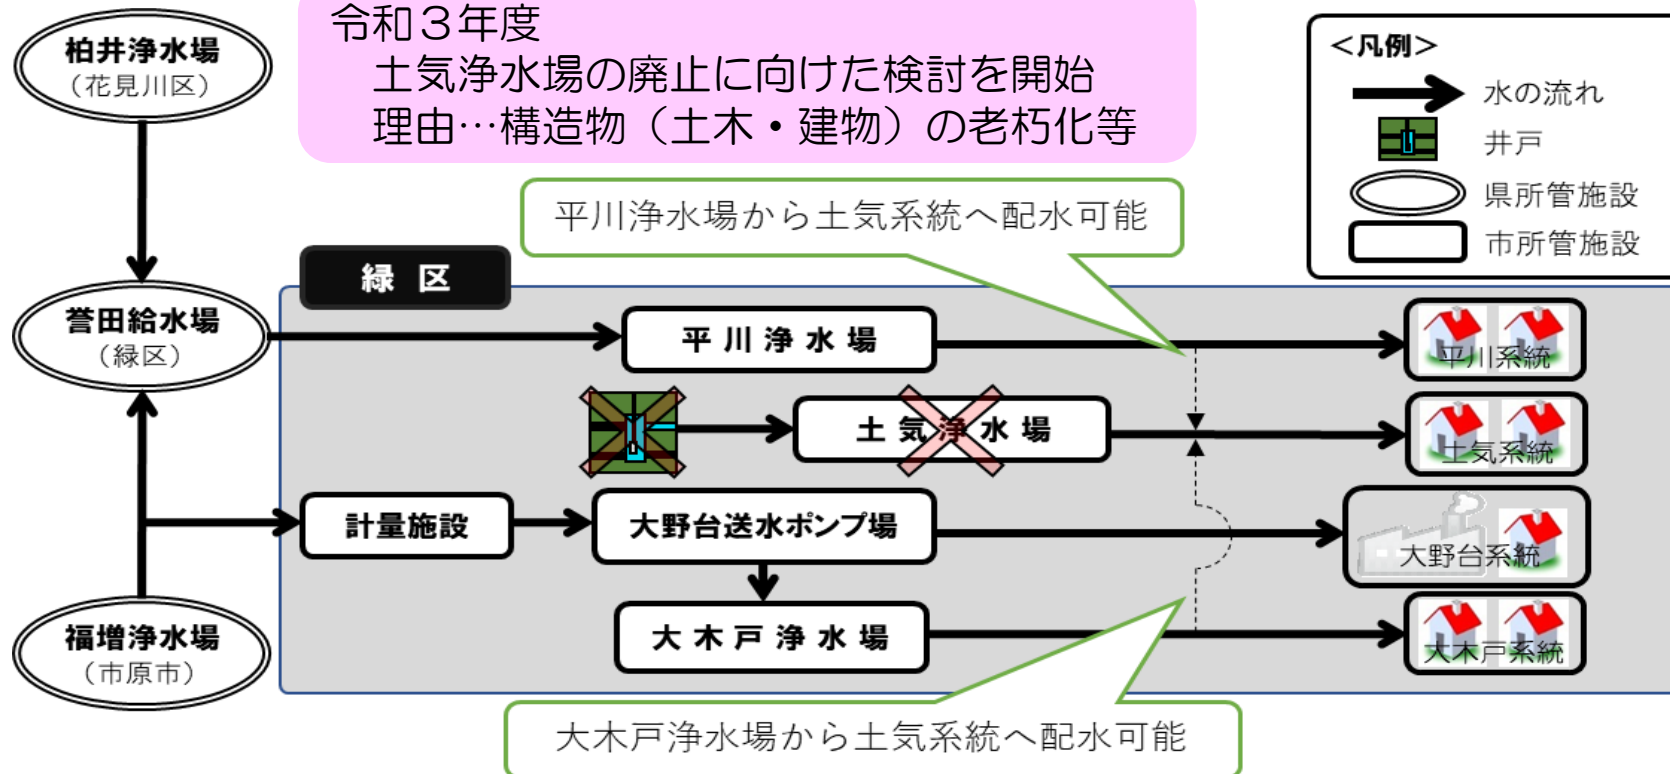 令和３年度
土気浄水場の廃止に向けた検討を開始
理由…構造物（土木・建物）の老朽化等
<凡例>
水の流れ
井戸
県所管施設
市所管施設
柏井浄水場
（花見川区）
平川浄水場から土気系統へ配水可能
緑 区
誉田給水場
（緑区）
平 川 浄 水 場
平川系統
土 気 浄 水 場
土気系統
計量施設
大野台送水ポンプ場
大野台系統
福増浄水場
（市原市）
大 木 戸 浄 水 場
大木戸系統
大木戸浄水場から土気系統へ配水可能